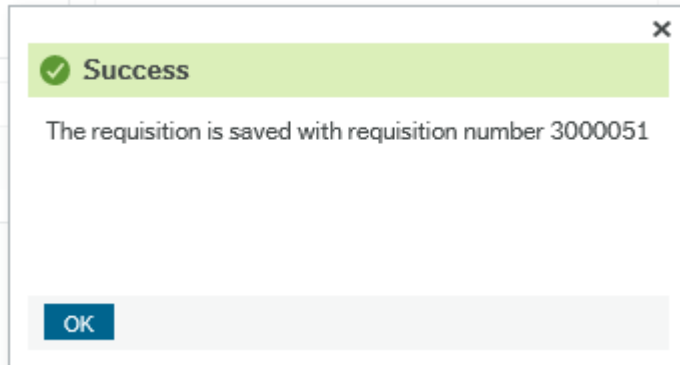 Success
The requisition is saved with requisition number 3000051
OK